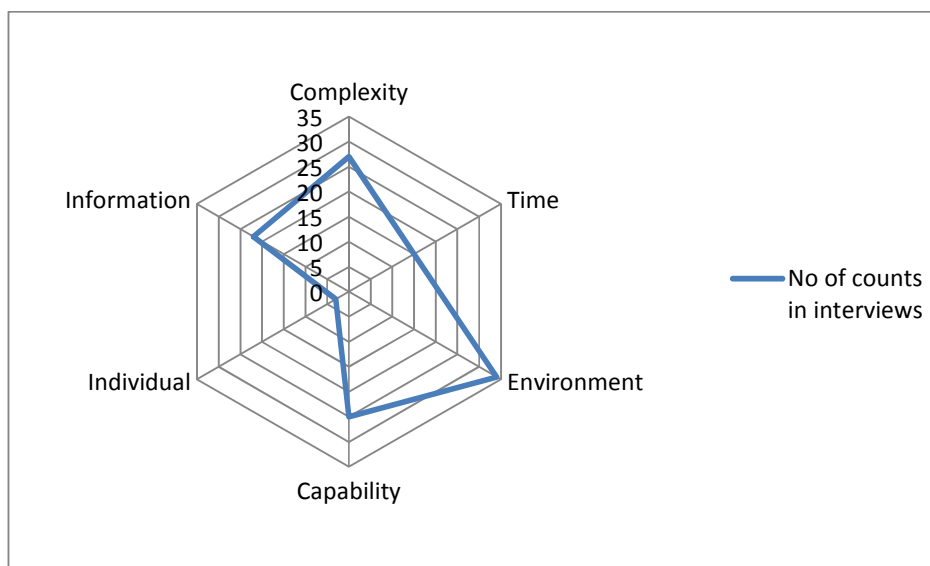 Complexity
35
30
25
20
15
10
5
0
Time
Environment
Capability
Individual
Information
No of counts
in interviews